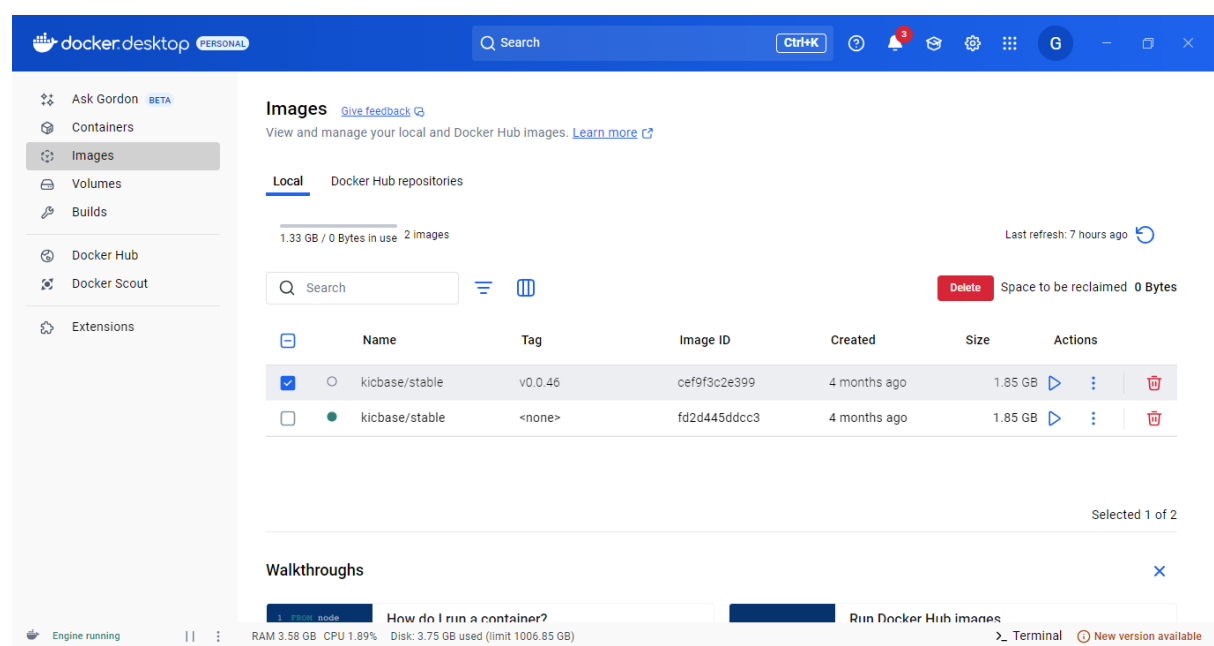 docker.desktop PERSONAL Search Ctrl+K 3 G
Ask Gordon BETA
Containers
Images
Volumes
Builds
Docker Hub
Docker Scout
Extensions
Images Give feedback
View and manage your local and Docker Hub images. Learn more
Local Docker Hub repositories
1.33 GB / 0 Bytes in use 2 images Last refresh: 7 hours ago
Search Delete Space to be reclaimed 0 Bytes
Name Tag Image ID Created Size Actions
kicbase/stable v0.0.46 cef9f3c2e399 4 months ago 1.85 GB
kicbase/stable <none> fd2d445ddcc3 4 months ago 1.85 GB
Selected 1 of 2
Walkthroughs
1 FROM node How do I run a container? Run Docker Hub images
Engine running RAM 3.58 GB CPU 1.89% Disk: 3.75 GB used (limit 1006.85 GB) >_ Terminal New version available